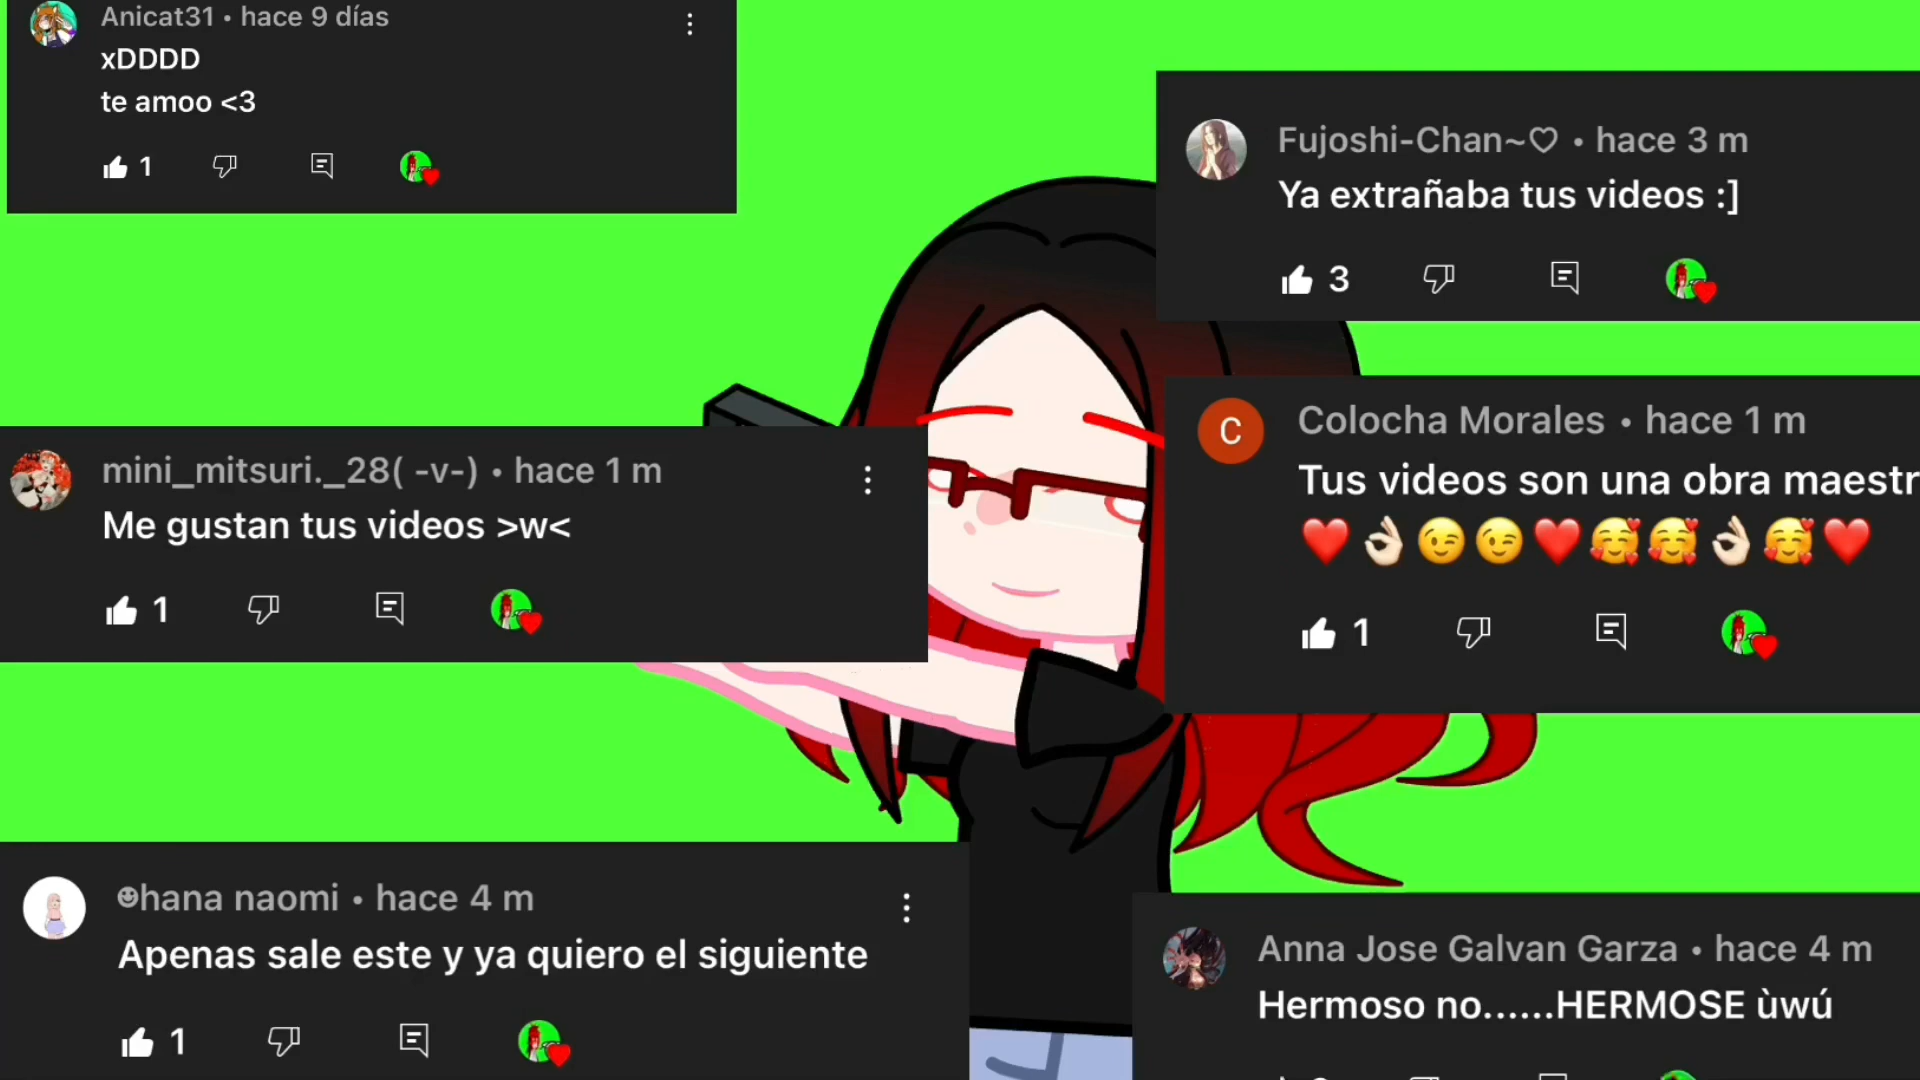 Anicat31 • hace 9 días
xDDDD
te amoo <3
1
Fujoshi-Chan~♡ • hace 3 m
Ya extrañaba tus videos :]
3
mini_mitsuri._28( -v-) • hace 1 m
Me gustan tus videos >w<
1
C
Colocha Morales • hace 1 m
Tus videos son una obra maestr
❤️👌🏻😉😉❤️🥰🥰👌🏻🥰❤️
1
☻hana naomi • hace 4 m
Apenas sale este y ya quiero el siguiente
1
Anna Jose Galvan Garza • hace 4 m
Hermoso no......HERMOSE ùwú